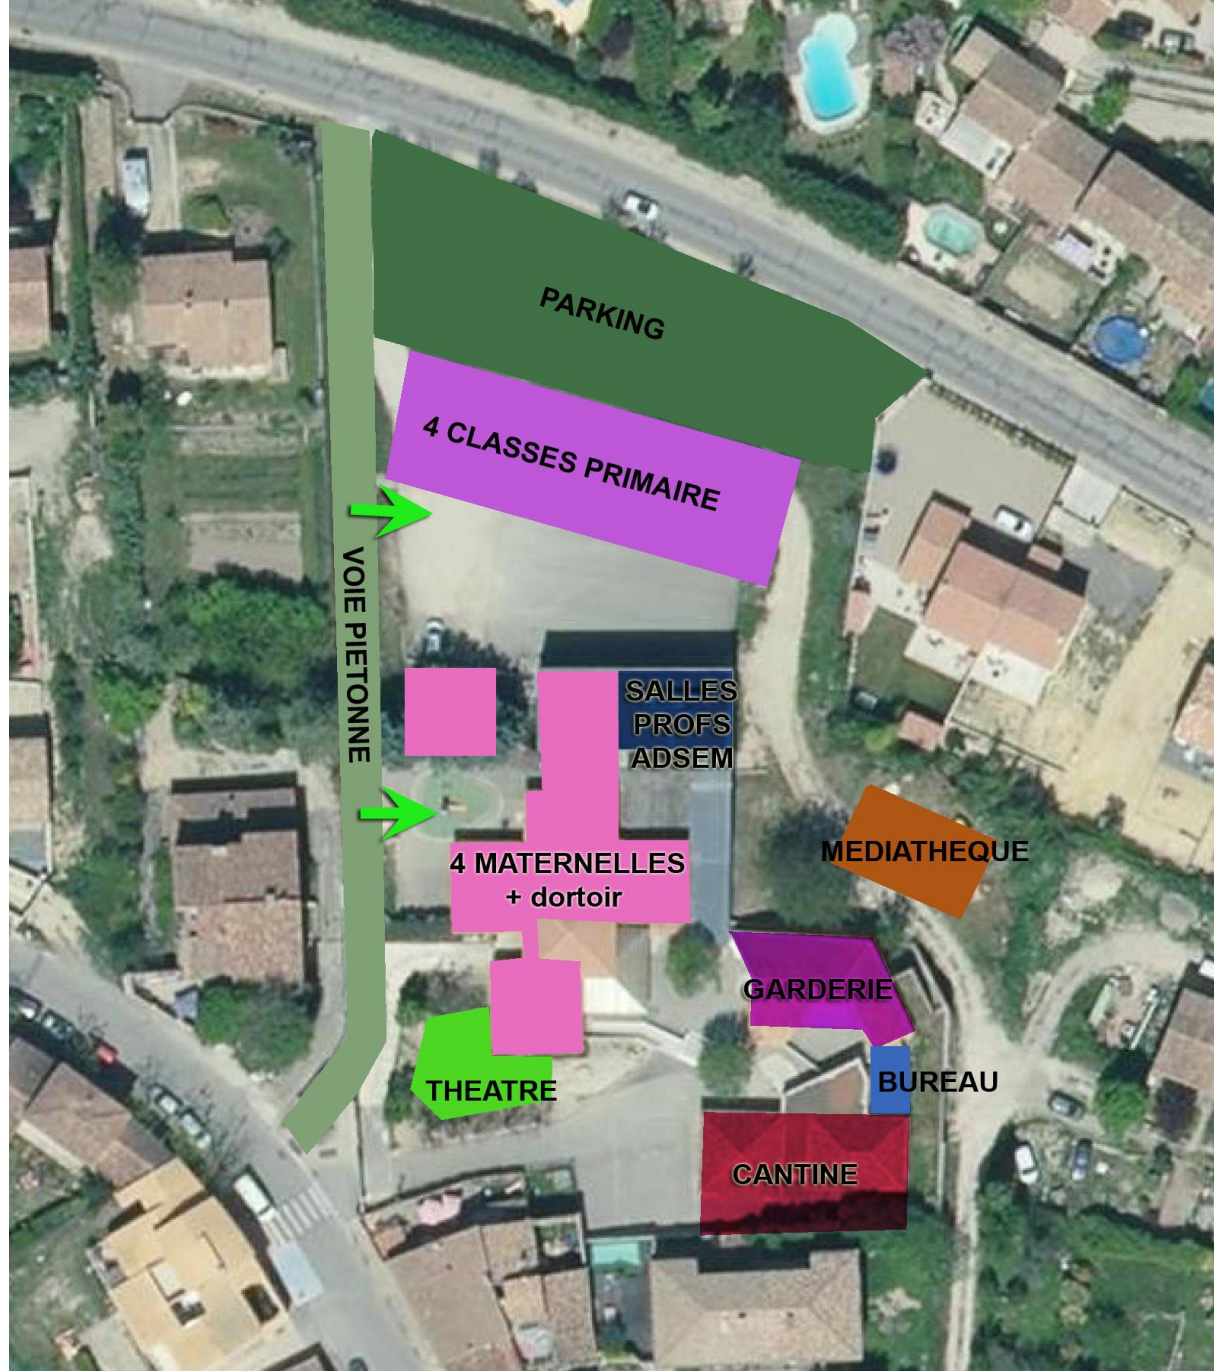 PARKING
4 CLASSES PRIMAIRE
VOIE PIETONNE
SALLES
PROFS
ADSEM
MEDIATHEQUE
4 MATERNELLES
+ dortoir
GARDERIE
BUREAU
THEATRE
CANTINE